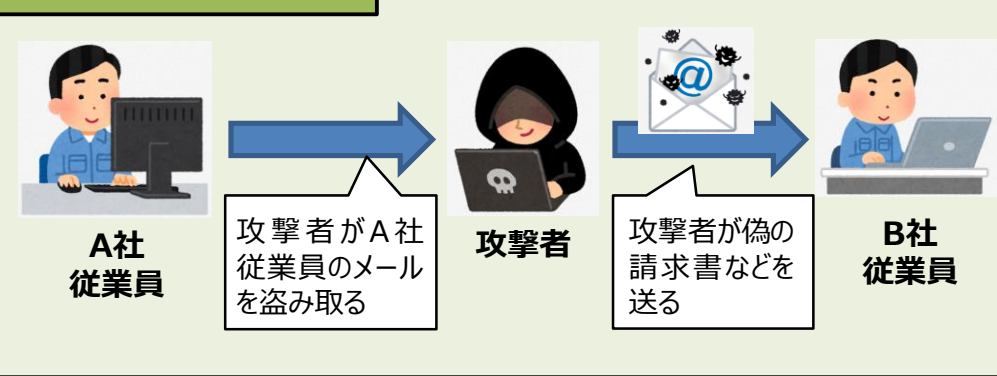 @
A社
従業員
攻撃者がA社
従業員のメール
を盗み取る
攻撃者
攻撃者が偽の
請求書などを
送る
B社
従業員